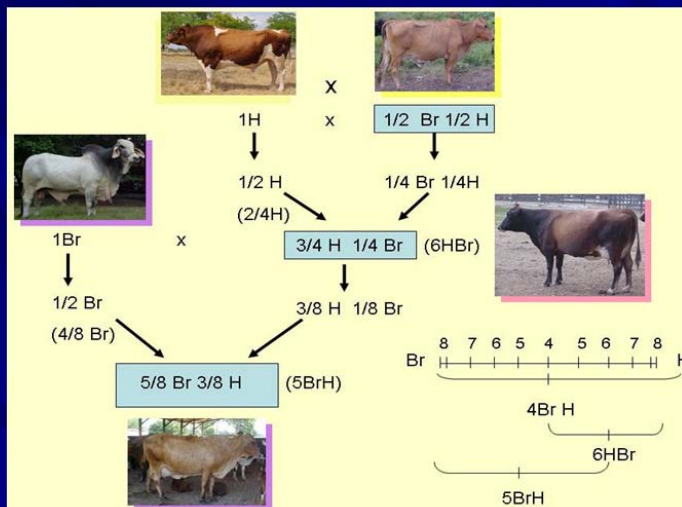 x
1H x 1/2 Br 1/2 H
1/2 H 1/4 Br 1/4H
(2/4H)
1Br x 3/4 H 1/4 Br (6HBr)
1/2 Br 3/8 H 1/8 Br
(4/8 Br)
5/8 Br 3/8 H (5BrH)
8 7 6 5 4 5 6 7 8
Br H
4Br H
6HBr
5BrH